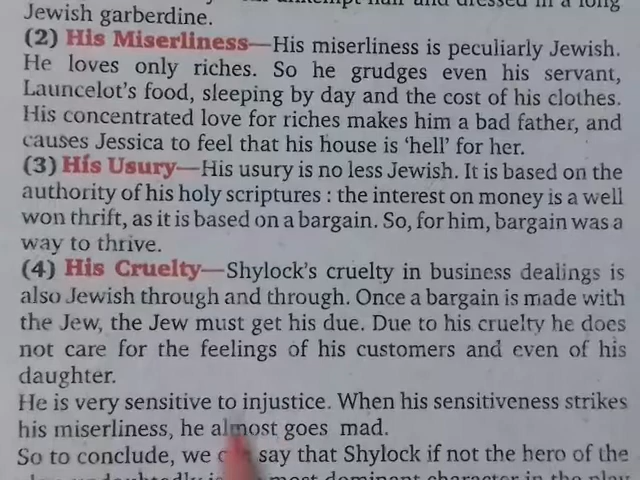 Jewish garberdine.
(2) His Miserliness—His miserliness is peculiarly Jewish.
He loves only riches. So he grudges even his servant,
Launcelot's food, sleeping by day and the cost of his clothes.
His concentrated love for riches makes him a bad father, and
causes Jessica to feel that his house is 'hell' for her.
(3) His Usury—His usury is no less Jewish. It is based on the
authority of his holy scriptures : the interest on money is a well
won thrift, as it is based on a bargain. So, for him, bargain was a
way to thrive.
(4) His Cruelty—Shylock's cruelty in business dealings is
also Jewish through and through. Once a bargain is made with
the Jew, the Jew must get his due. Due to his cruelty he does
not care for the feelings of his customers and even of his
daughter.
He is very sensitive to injustice. When his sensitiveness strikes
his miserliness, he almost goes mad.
So to conclude, we say that Shylock if not the hero of the
most dominant character in the play